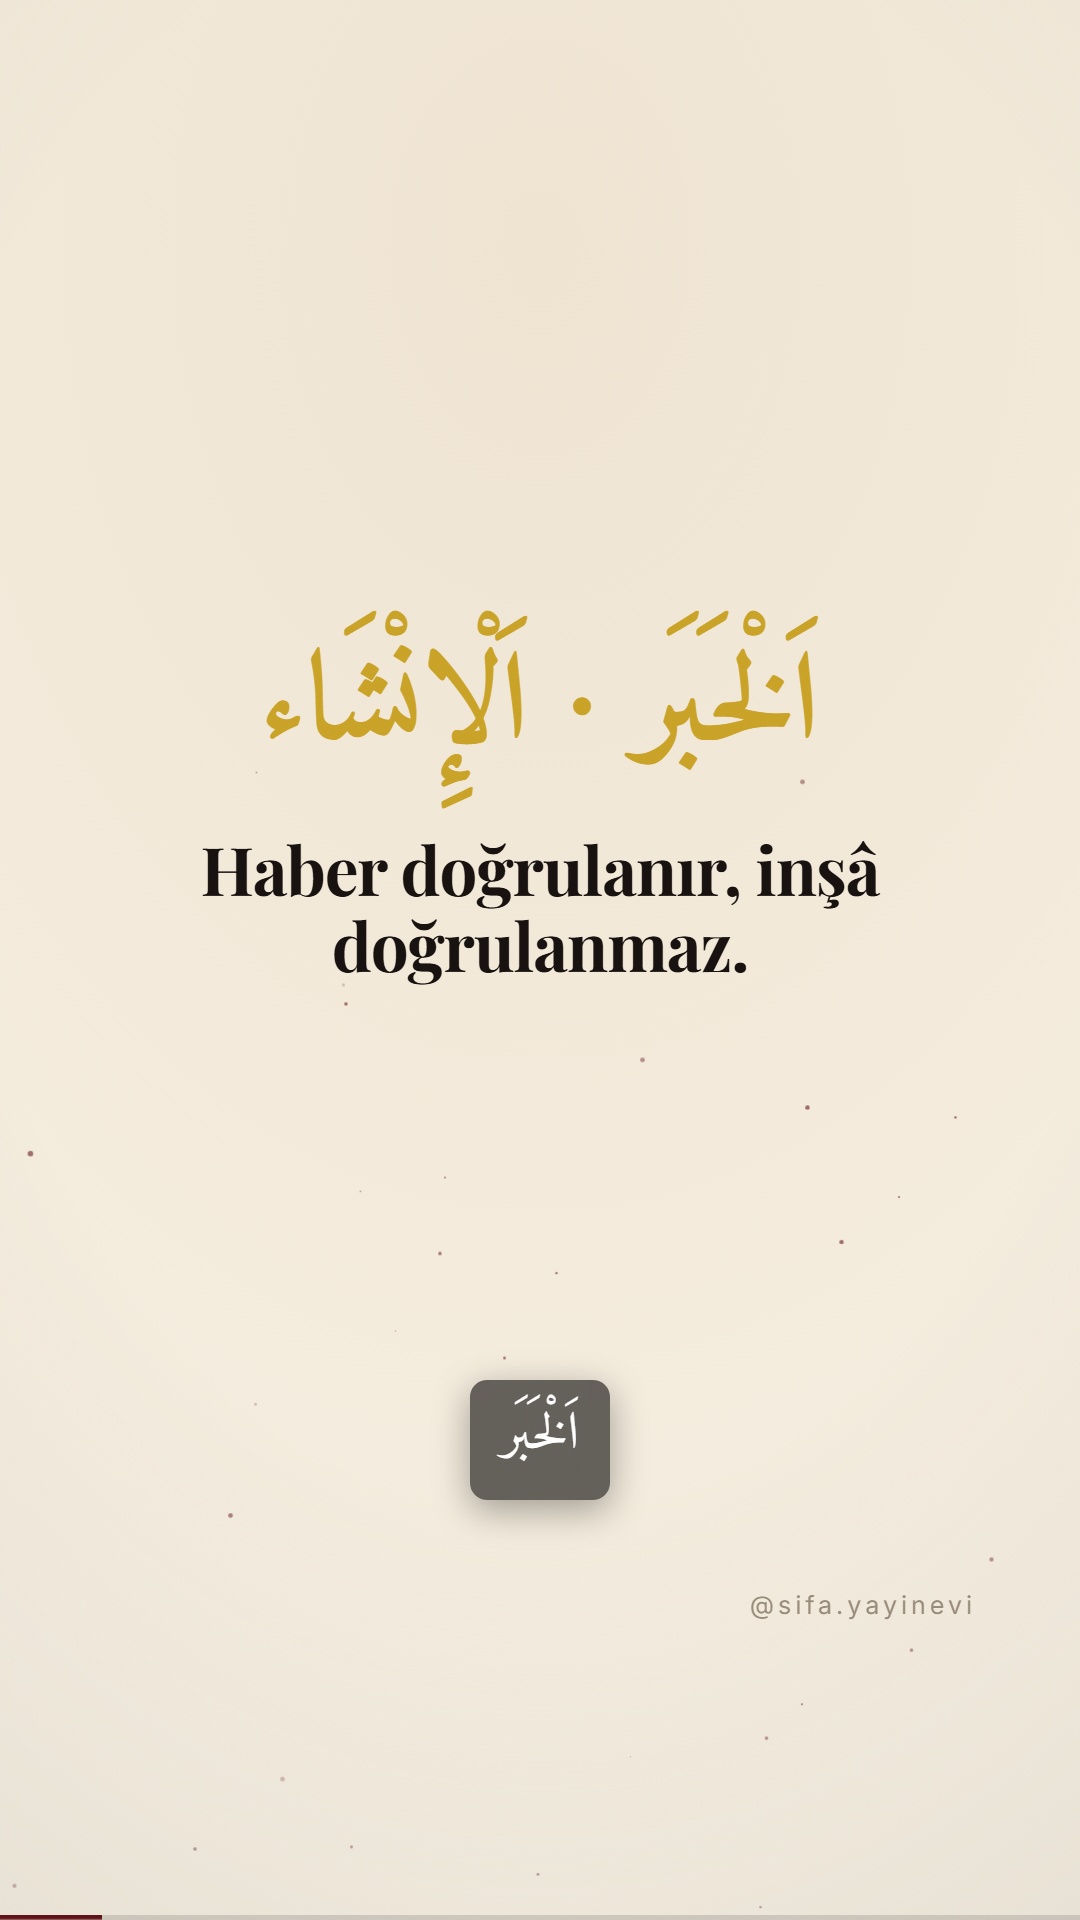 اَلْخَبَر · اَلْإِنْشَاء
Haber doğrulanır, inşâ
doğrulanmaz.
اَلْخَبَر
@sifa.yayinevi